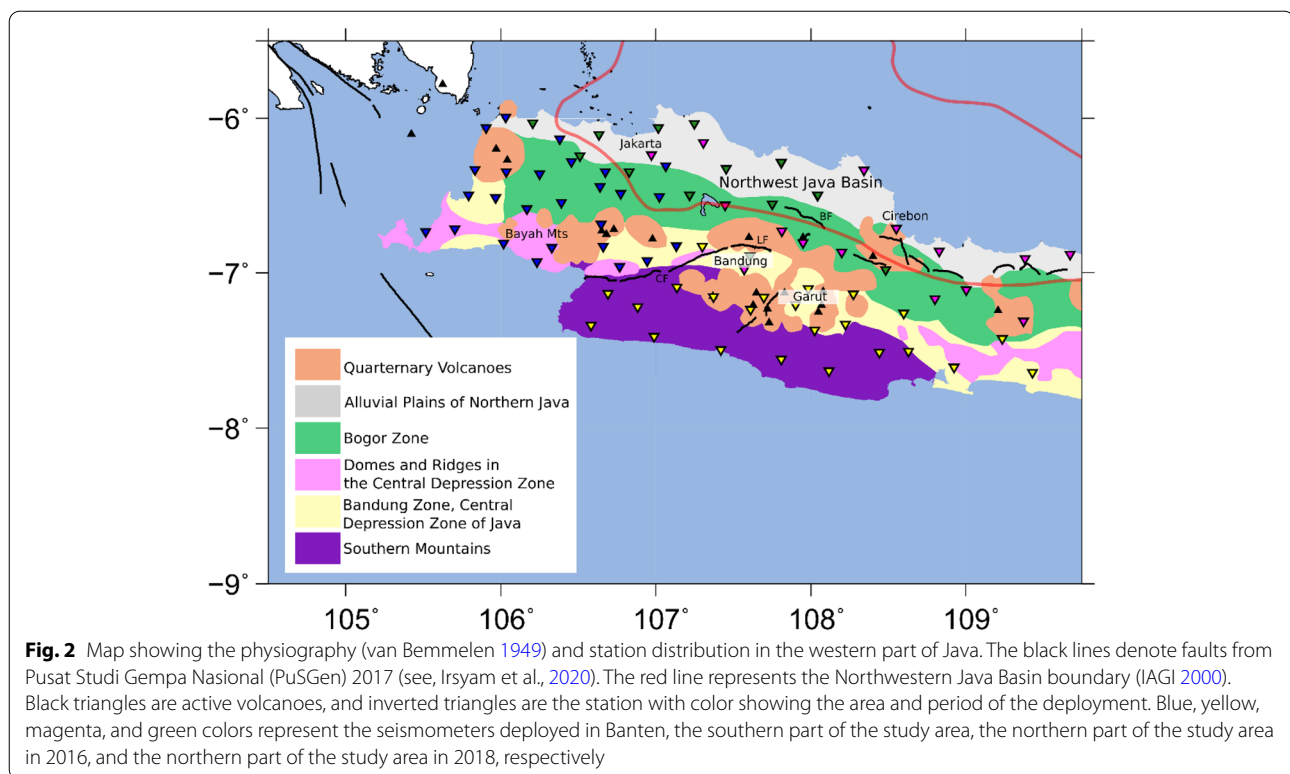 −6°
−7°
−8°
−9°
Jakarta
Northwest Java Basin
Cirebon
BF
Bayah Mts
LF
Bandung
CF
Garut
Quarternary Volcanoes
Alluvial Plains of Northern Java
Bogor Zone
Domes and Ridges in
the Central Depression Zone
Bandung Zone, Central
Depression Zone of Java
Southern Mountains
105° 106° 107° 108° 109°
Fig. 2 Map showing the physiography (van Bemmelen 1949) and station distribution in the western part of Java. The black lines denote faults from
Pusat Studi Gempa Nasional (PuSGen) 2017 (see, Irsyam et al., 2020). The red line represents the Northwestern Java Basin boundary (IAGI 2000).
Black triangles are active volcanoes, and inverted triangles are the station with color showing the area and period of the deployment. Blue, yellow,
magenta, and green colors represent the seismometers deployed in Banten, the southern part of the study area, the northern part of the study area
in 2016, and the northern part of the study area in 2018, respectively